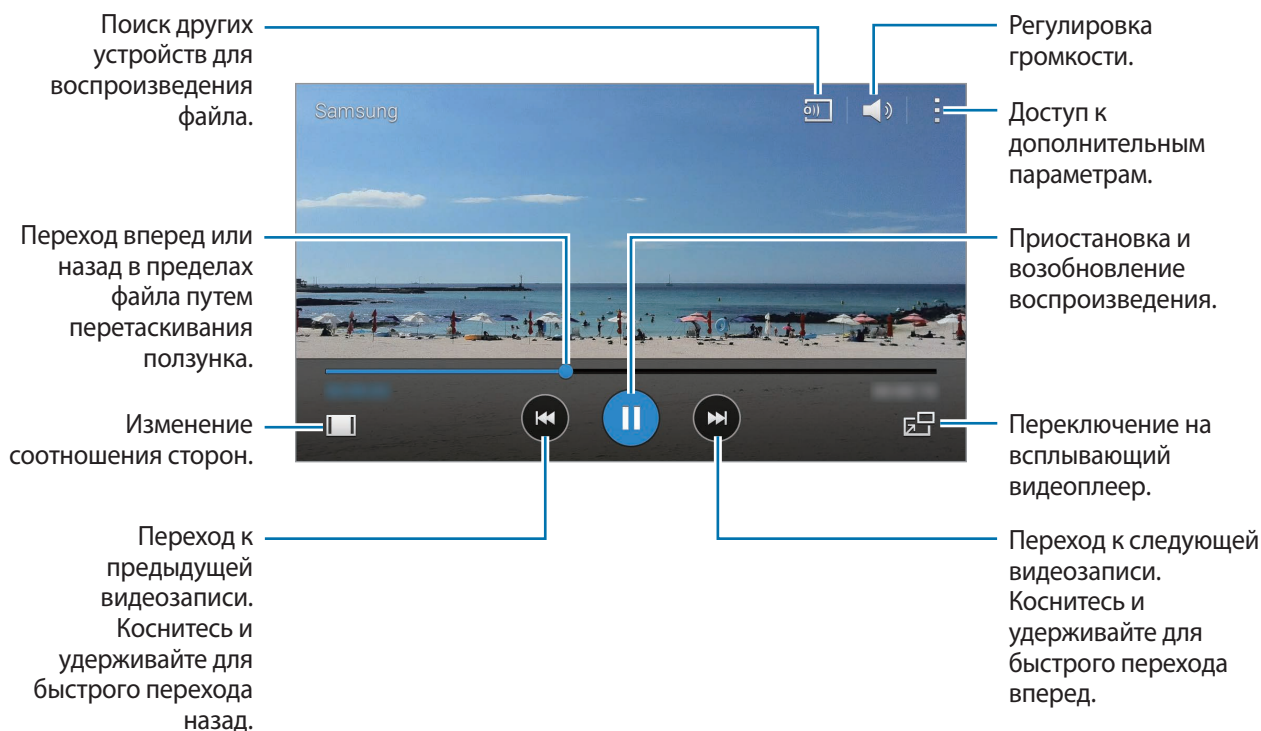 Поиск других
устройств для
воспроизведения
файла.
Регулировка
громкости.
Samsung
Доступ к
дополнительным
параметрам.
Переход вперед или
назад в пределах
файла путем
перетаскивания
ползунка.
Приостановка и
возобновление
воспроизведения.
Изменение
соотношения сторон.
Переключение на
всплывающий
видеоплеер.
Переход к
предыдущей
видеозаписи.
Коснитесь и
удерживайте для
быстрого перехода
назад.
Переход к следующей
видеозаписи.
Коснитесь и
удерживайте для
быстрого перехода
вперед.